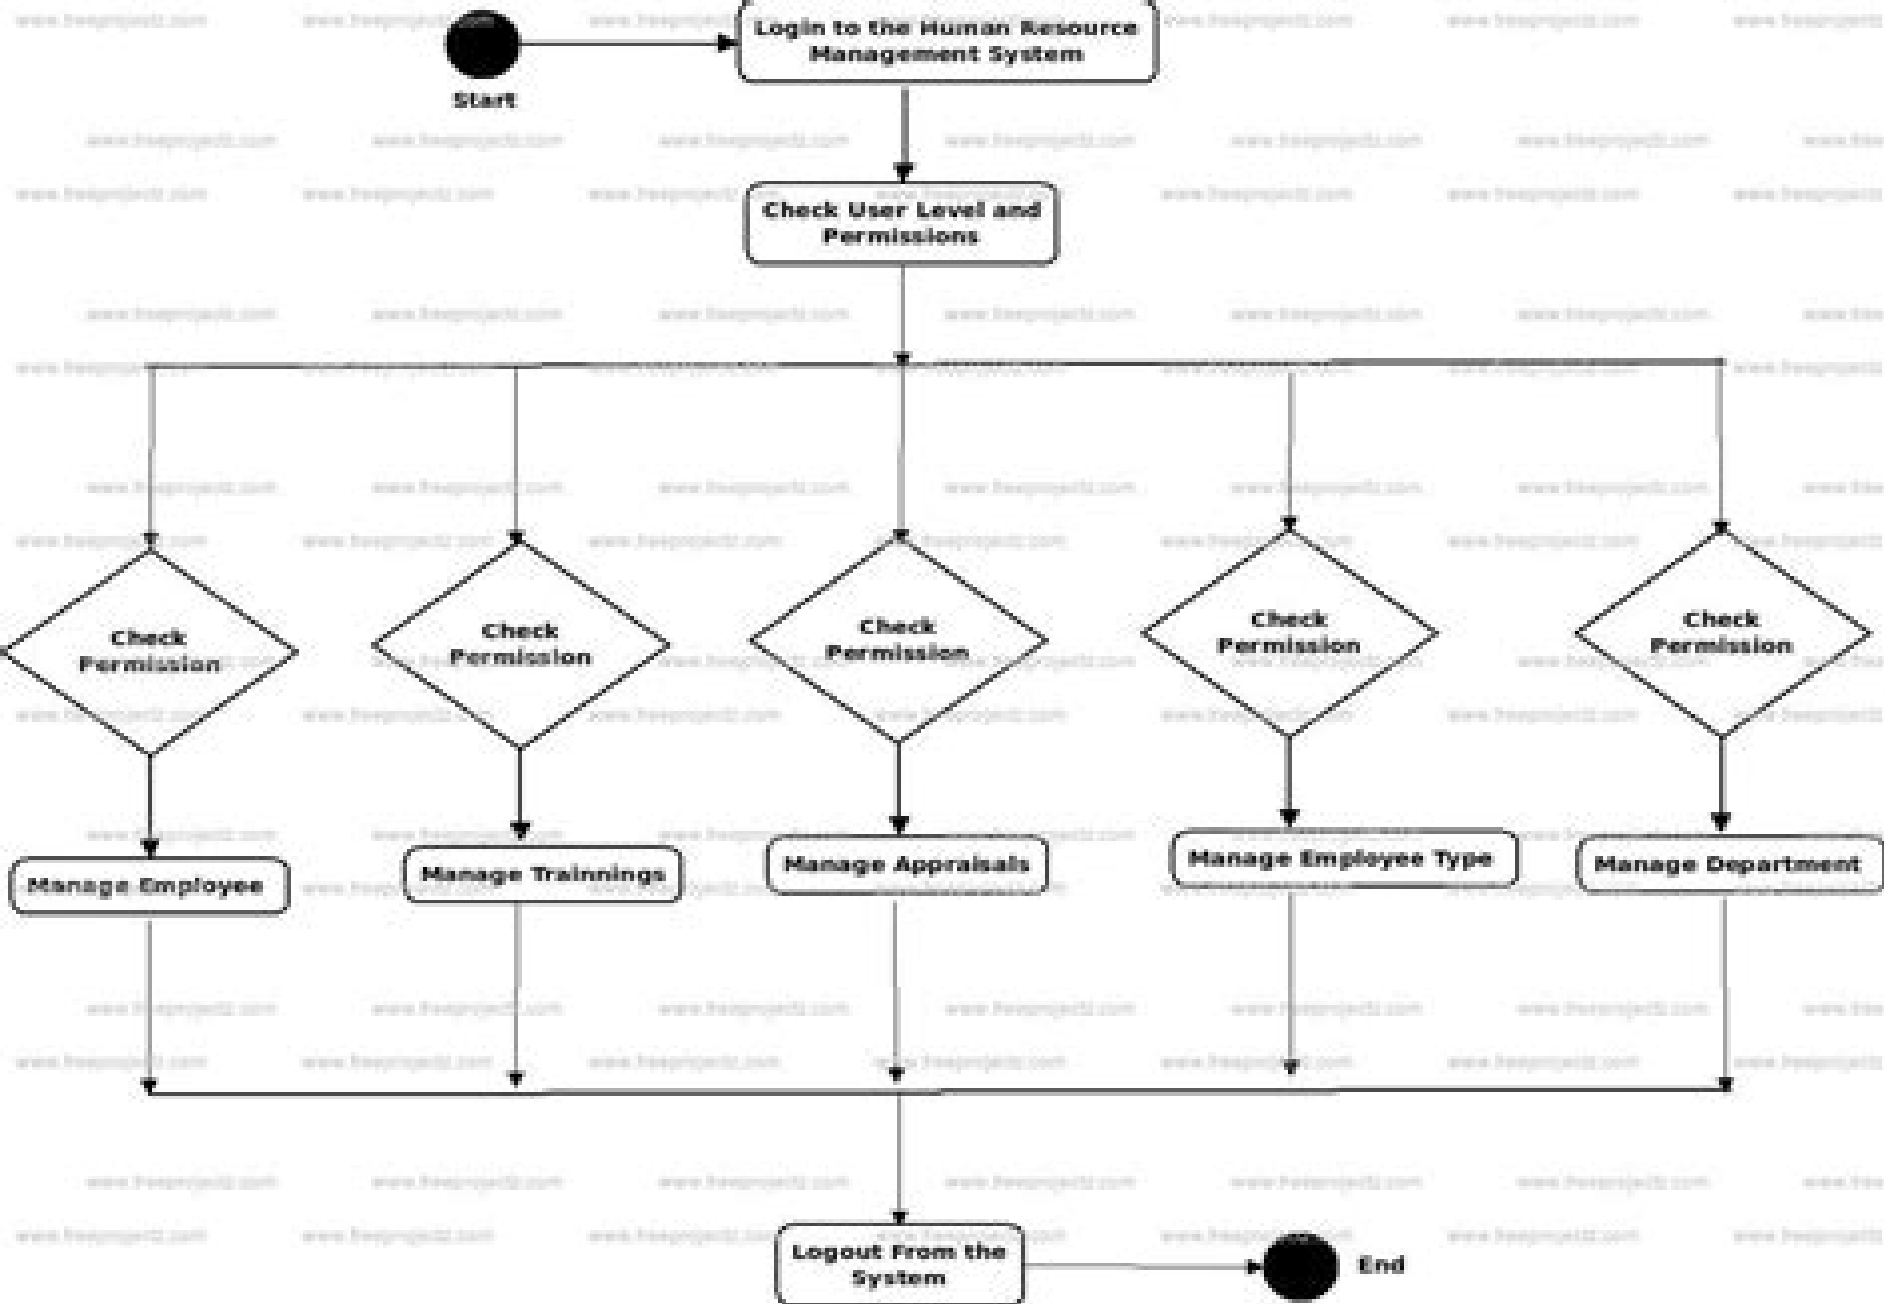 Login to the Human Resource
Management System
Start
Check User Level and
Permissions
Check
Permission
Check
Permission
Check
Permission
Check
Permission
Check
Permission
Manage Employee
Manage Trainnings
Manage Appraisals
Manage Employee Type
Manage Department
Logout From the
System
End